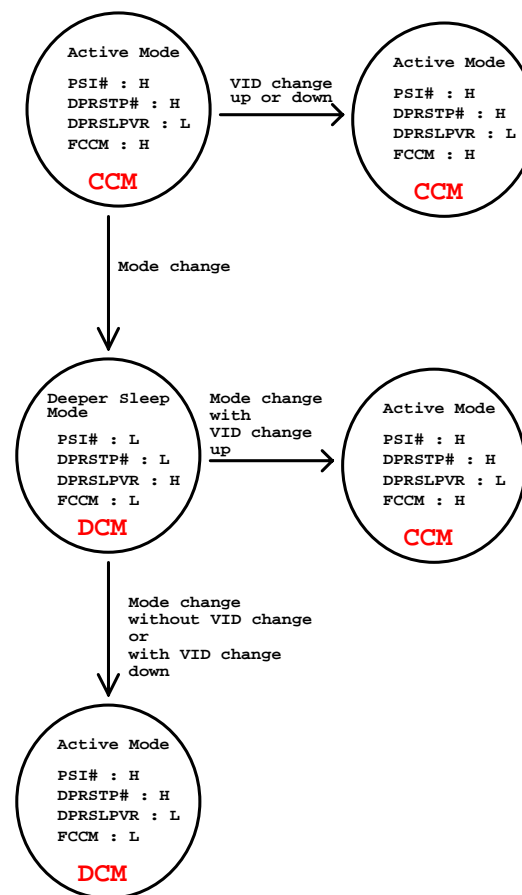 Active Mode
PSI# : H
DPRSTP# : H
DPRSLPVR : L
FCCM : H
CCM
VID change
up or down
Active Mode
PSI# : H
DPRSTP# : H
DPRSLPVR : L
FCCM : H
CCM
Mode change
Deeper Sleep
Mode
PSI# : L
DPRSTP# : L
DPRSLPVR : H
FCCM : L
DCM
Mode change
with
VID change
up
Active Mode
PSI# : H
DPRSTP# : H
DPRSLPVR : L
FCCM : H
CCM
Mode change
without VID change
or
with VID change
down
Active Mode
PSI# : H
DPRSTP# : H
DPRSLPVR : L
FCCM : L
DCM